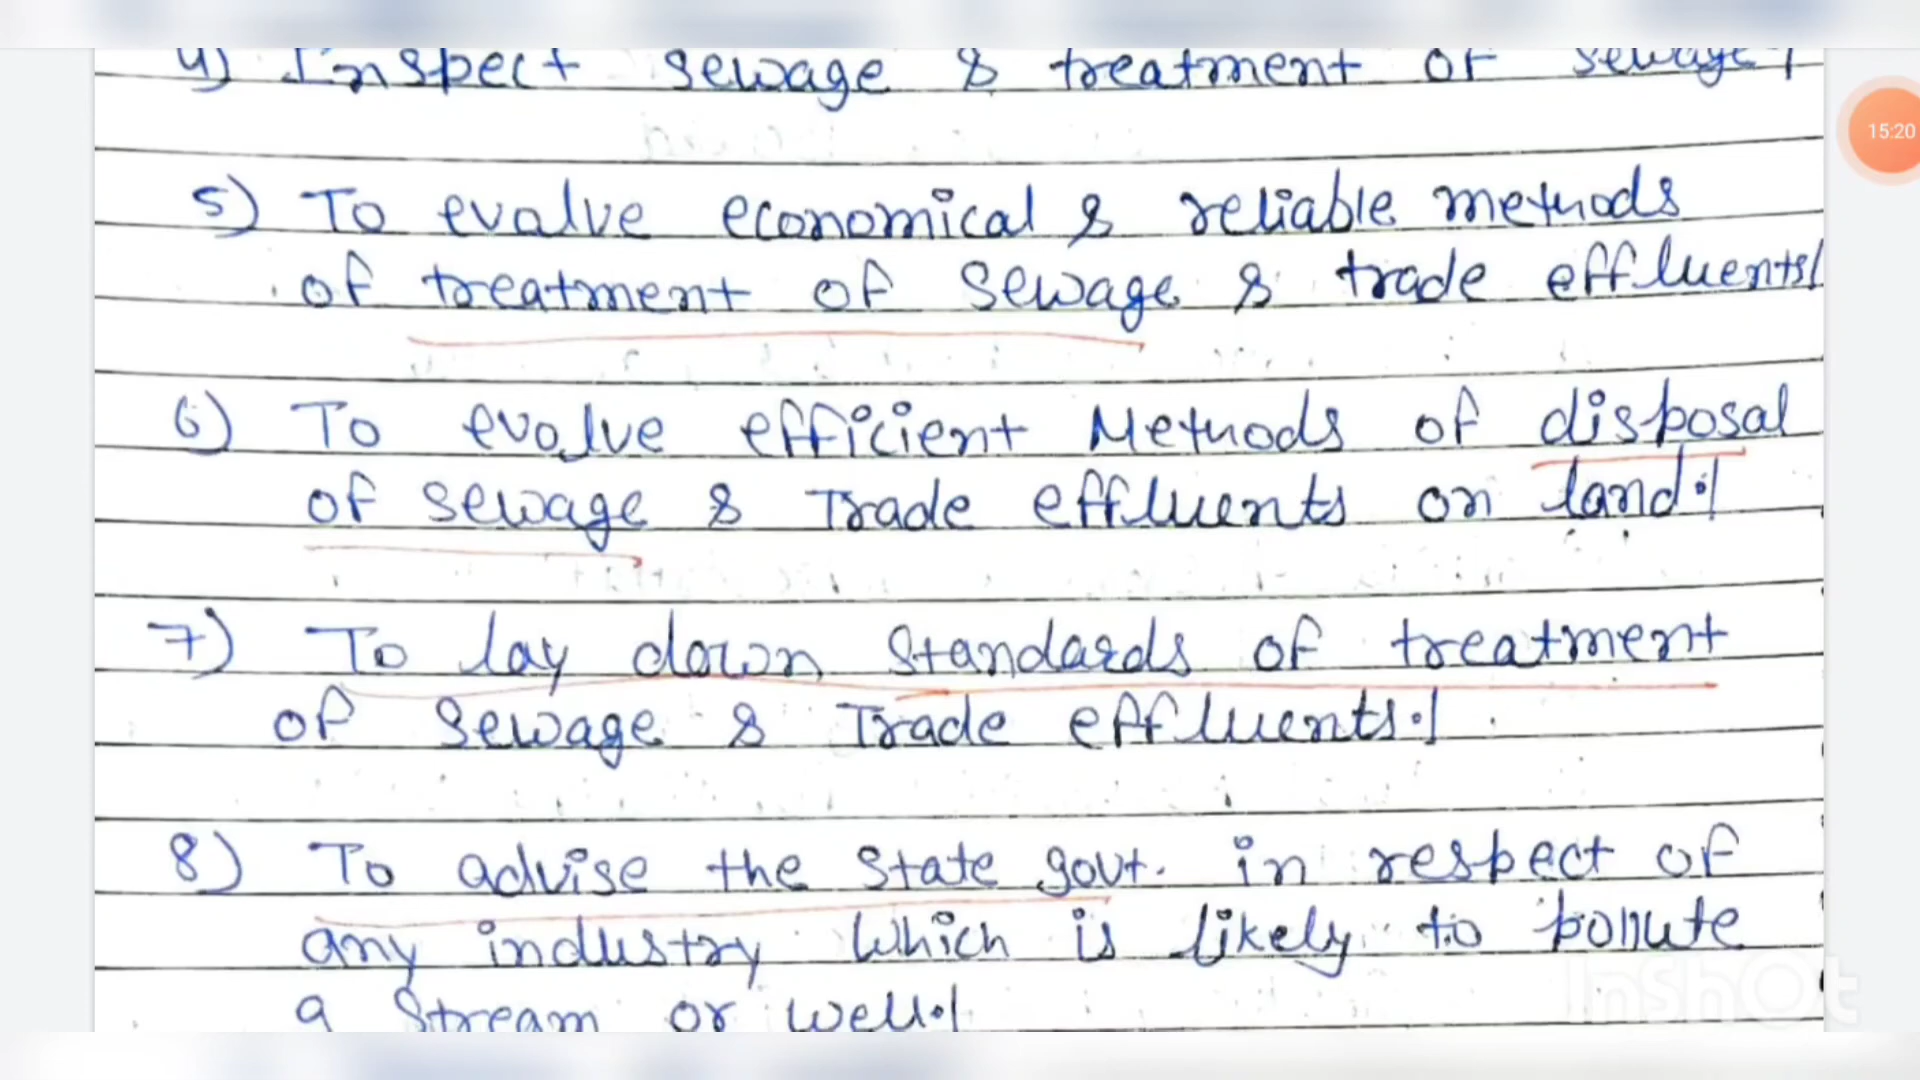 4) Inspect sewage & treatment of sewage.
15:20
5) To evalve economical & reliable methods
of treatment of sewage & trade effluents
6) To evolve efficient Methods of disposal
of sewage & Trade effluents on land.
7) To lay down standards of treatment
of sewage & Trade effluents.
8) To advise the state govt. in respect of
any industry which is likely to pollute
a stream or well.
InShOt